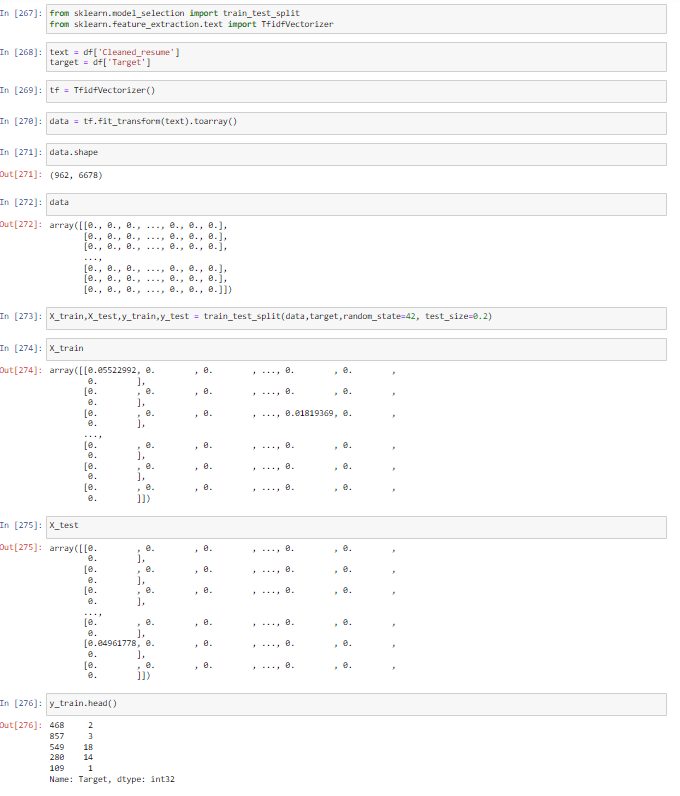 In [267]: from sklearn.model_selection import train_test_split
from sklearn.feature_extraction.text import TfidfVectorizer
In [268]: text = df['Cleaned_resume']
target = df['Target']
In [269]: tf = TfidfVectorizer()
In [270]: data = tf.fit_transform(text).toarray()
In [271]: data.shape
Out[271]: (962, 6678)
In [272]: data
Out[272]: array([[0., 0., 0., ..., 0., 0., 0.],
[0., 0., 0., ..., 0., 0., 0.],
[0., 0., 0., ..., 0., 0., 0.],
...,
[0., 0., 0., ..., 0., 0., 0.],
[0., 0., 0., ..., 0., 0., 0.],
[0., 0., 0., ..., 0., 0., 0.]])
In [273]: X_train,X_test,y_train,y_test = train_test_split(data,target,random_state=42, test_size=0.2)
In [274]: X_train
Out[274]: array([[0.05522992, 0. , 0. , ..., 0. , 0. ,
0. ],
[0. , 0. , 0. , ..., 0. , 0. ,
0. ],
[0. , 0. , 0. , ..., 0.01819369, 0. ,
0. ],
...,
[0. , 0. , 0. , ..., 0. , 0. ,
0. ],
[0. , 0. , 0. , ..., 0. , 0. ,
0. ],
[0. , 0. , 0. , ..., 0. , 0. ,
0. ]])
In [275]: X_test
Out[275]: array([[0. , 0. , 0. , ..., 0. , 0. ,
0. ],
[0. , 0. , 0. , ..., 0. , 0. ,
0. ],
[0. , 0. , 0. , ..., 0. , 0. ,
0. ],
...,
[0. , 0. , 0. , ..., 0. , 0. ,
0. ],
[0.04961778, 0. , 0. , ..., 0. , 0. ,
0. ],
[0. , 0. , 0. , ..., 0. , 0. ,
0. ]])
In [276]: y_train.head()
Out[276]: 468 2
857 3
549 18
280 14
109 1
Name: Target, dtype: int32